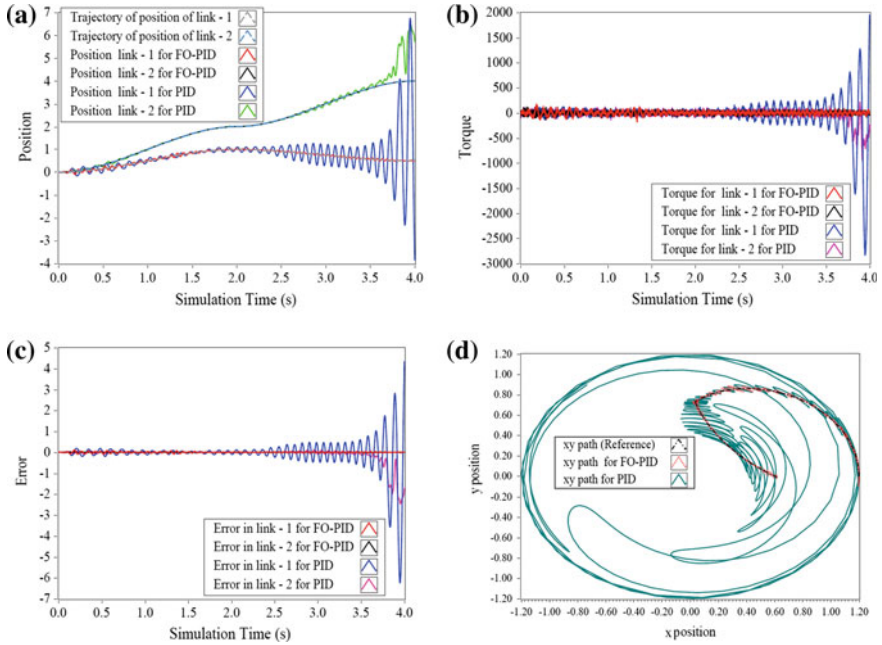 (a)
Trajectory of position of link - 1
Trajectory of position of link - 2
Position link - 1 for FO-PID
Position link - 2 for FO-PID
Position link - 1 for PID
Position link - 2 for PID
7
6
5
4
3
2
1
0
-1
-2
-3
-4
Position
0.0 0.5 1.0 1.5 2.0 2.5 3.0 3.5 4.0
Simulation Time (s)
(b)
2000
1500
1000
500
0
-500
-1000
-1500
-2000
-2500
-3000
Torque
Torque for link - 1 for FO-PID
Torque for link - 2 for FO-PID
Torque for link - 1 for PID
Torque for link - 2 for PID
0.0 0.5 1.0 1.5 2.0 2.5 3.0 3.5 4.0
Simulation Time (s)
(c)
5
4
3
2
1
0
-1
-2
-3
-4
-5
-6
-7
Error
Error in link - 1 for FO-PID
Error in link - 2 for FO-PID
Error in link - 1 for PID
Error in link - 2 for PID
0.0 0.5 1.0 1.5 2.0 2.5 3.0 3.5 4.0
Simulation Time (s)
(d)
1.20
1.00
0.80
0.60
0.40
0.20
0.00
-0.20
-0.40
-0.60
-0.80
-1.00
-1.20
y position
xy path (Reference)
xy path for FO-PID
xy path for PID
-1.20 -1.00 -0.80 -0.60 -0.40 -0.20 0.00 0.20 0.40 0.60 0.80 1.00 1.20
x position